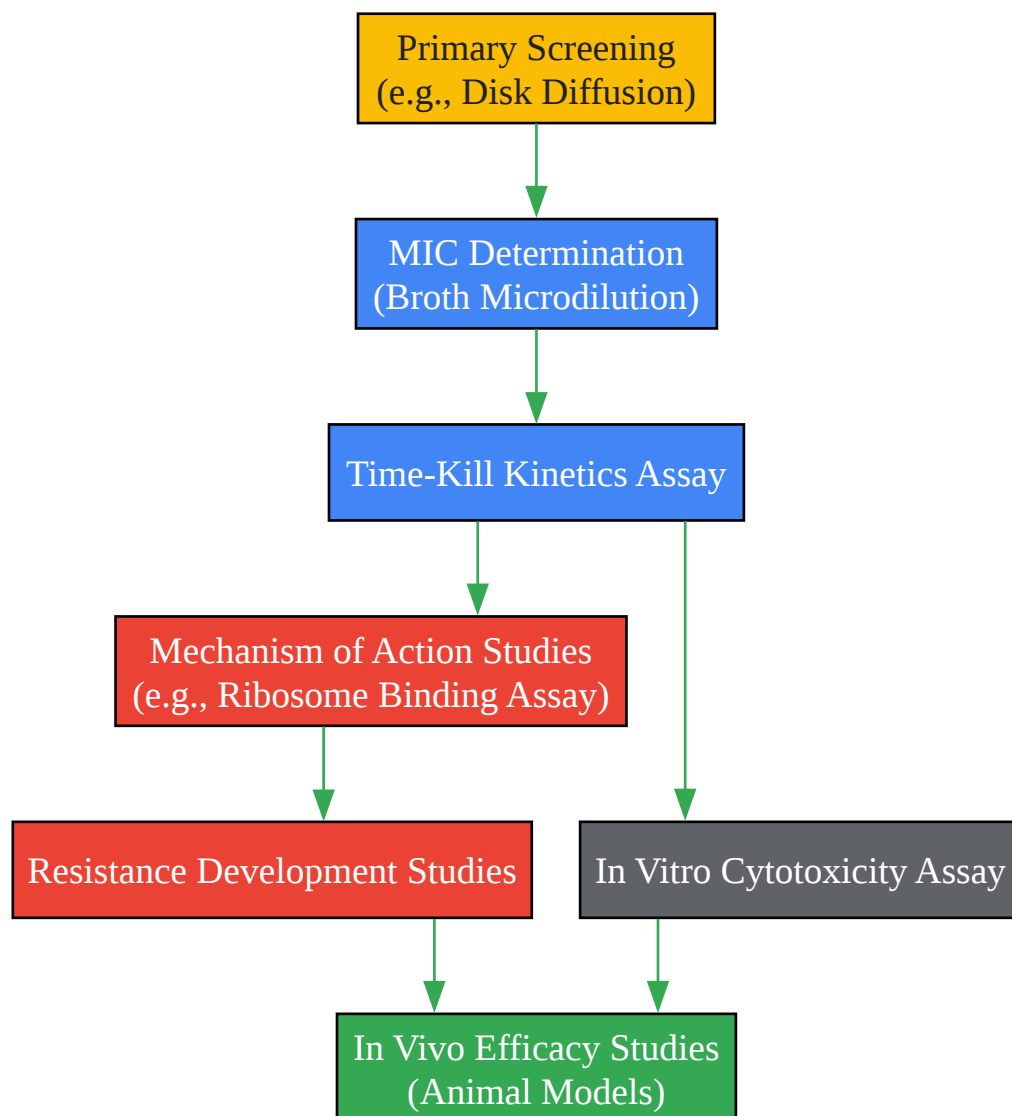 Primary Screening
(e.g., Disk Diffusion)
MIC Determination
(Broth Microdilution)
Time-Kill Kinetics Assay
Mechanism of Action Studies
(e.g., Ribosome Binding Assay)
Resistance Development Studies
In Vitro Cytotoxicity Assay
In Vivo Efficacy Studies
(Animal Models)